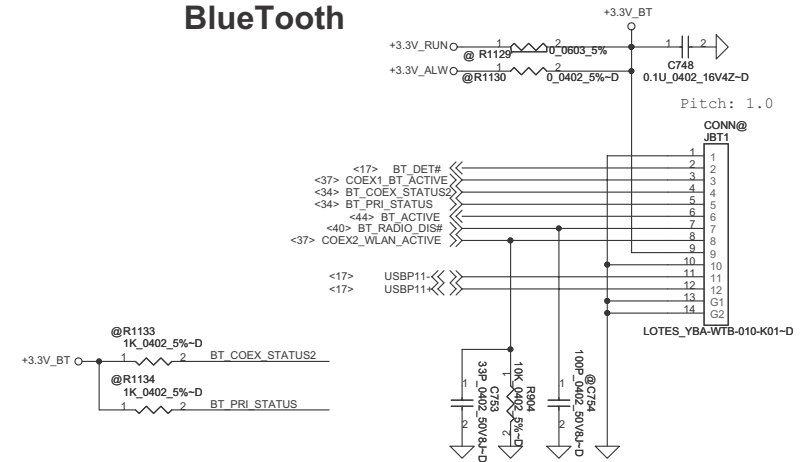 BlueTooth
+3.3V_BT
+3.3V_RUN
1 2
@ R1129
0_0603_5%
+3.3V_ALW
1 2
@R1130
0_0402_5%~D
1 2
C748
0.1U_0402_16V4Z~D
Pitch: 1.0
CONN@
JBT1
1 1
<17> BT_DET# 2 2
<37> COEX1_BT_ACTIVE 3 3
<34> BT_COEX_STATUS2 4 4
<34> BT_PRI_STATUS 5 5
<44> BT_ACTIVE 6 6
<40> BT_RADIO_DIS# 7 7
<37> COEX2_WLAN_ACTIVE 8 8
9 9
10 10
<17> USBP11- 11 11
<17> USBP11+ 12 12
13 G1
14 G2
LOTES_YBA-WTB-010-K01~D
@R1133
1K_0402_5%~D
+3.3V_BT 1 2 BT_COEX_STATUS2
@R1134
1K_0402_5%~D
1 2 BT_PRI_STATUS
1 2
C753
33P_0402_50V8J~D
1 2
R904
10K_0402_5%~D
1 2
@C754
100P_0402_50V8J~D